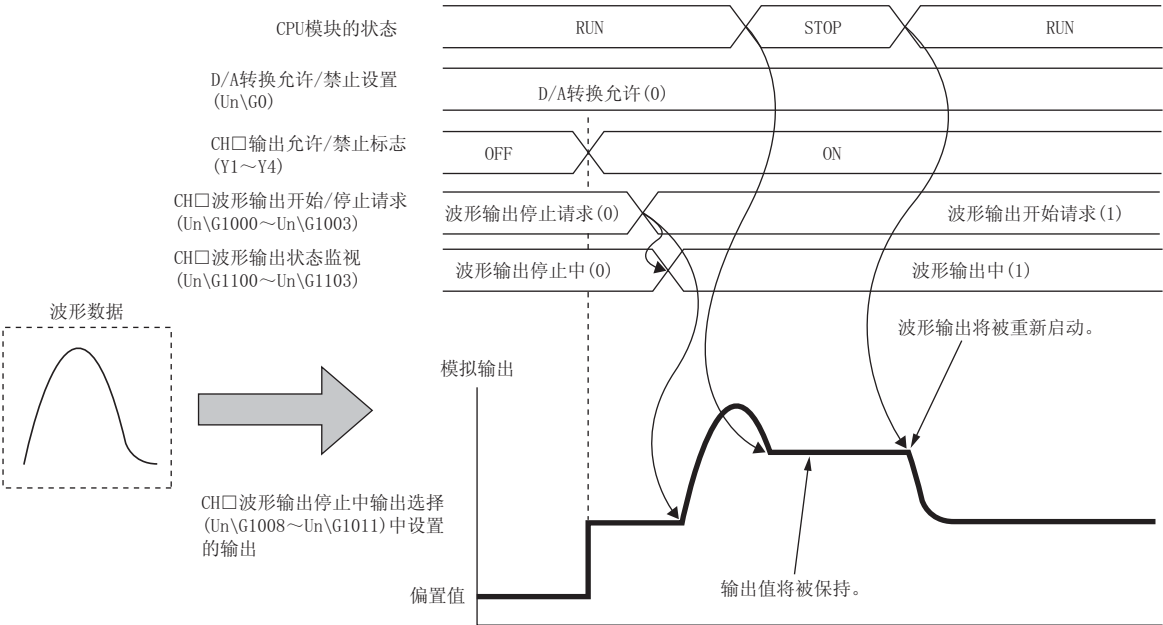 CPU模块的状态
RUN
STOP
RUN
D/A转换允许/禁止设置
(Un\G0)
D/A转换允许(0)
CH□输出允许/禁止标志
(Y1～Y4)
OFF
ON
CH□波形输出开始/停止请求
(Un\G1000～Un\G1003)
波形输出停止请求(0)
波形输出开始请求(1)
CH□波形输出状态监视
(Un\G1100～Un\G1103)
波形输出停止中(0)
波形输出中(1)
波形数据
波形输出将被重新启动。
模拟输出
CH□波形输出停止中输出选择
(Un\G1008～Un\G1011)中设置
的输出
偏置值
输出值将被保持。